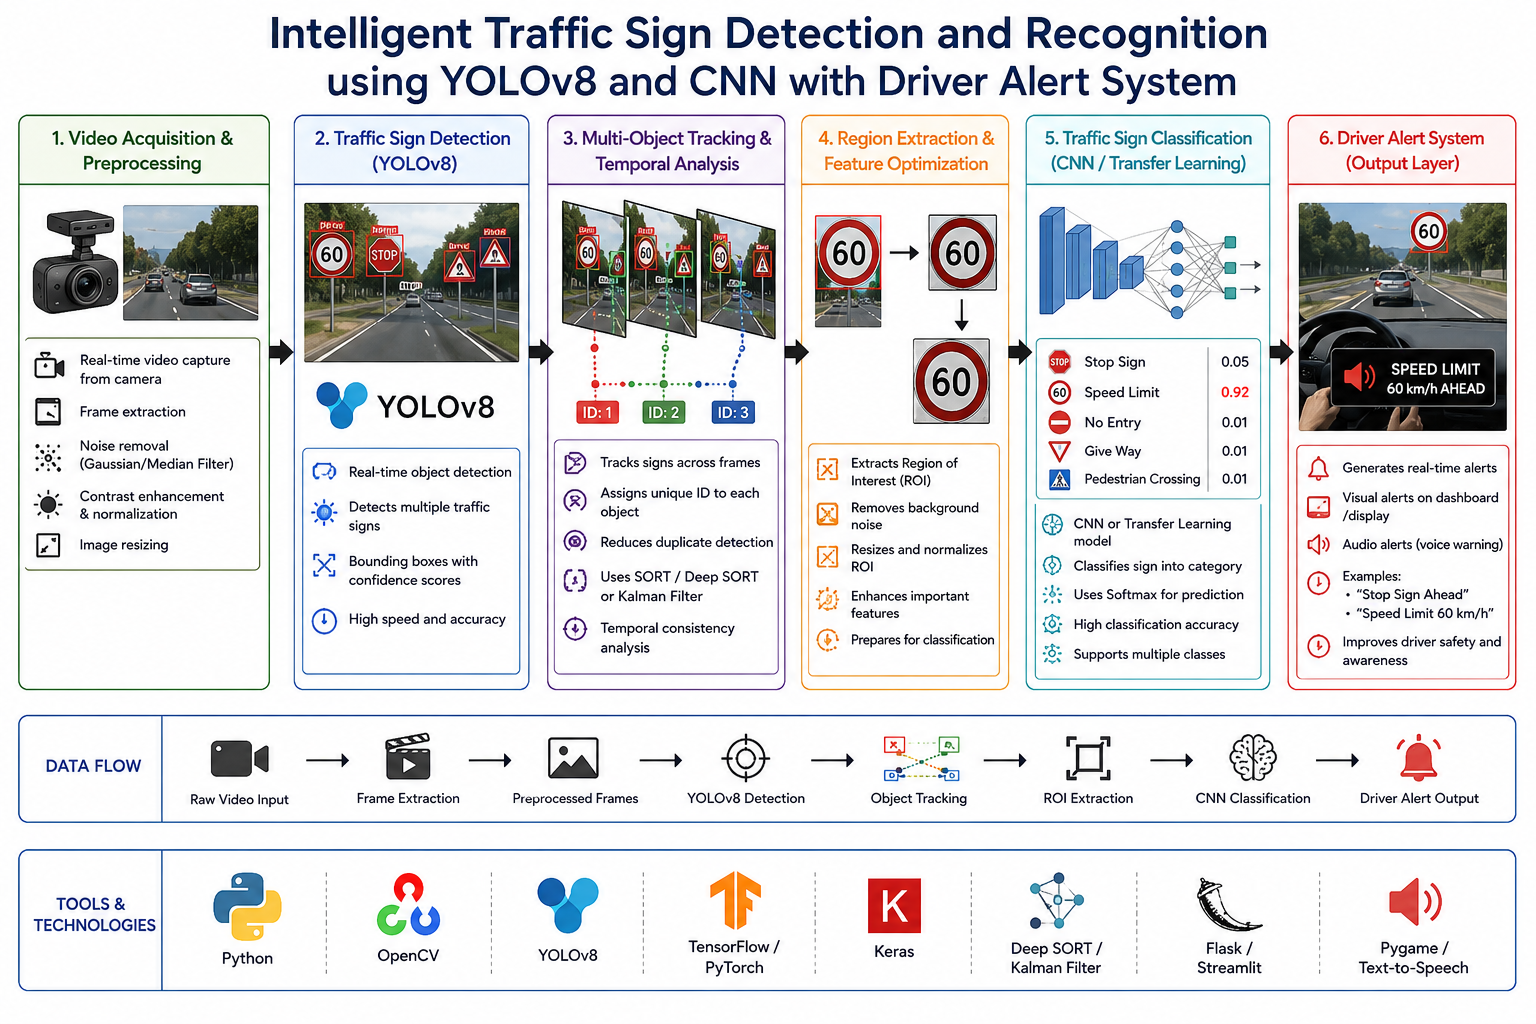 Intelligent Traffic Sign Detection and Recognition
using YOLOv8 and CNN with Driver Alert System
1. Video Acquisition &
Preprocessing
Real-time video capture
from camera
Frame extraction
Noise removal
(Gaussian/Median Filter)
Contrast enhancement
& normalization
Image resizing
2. Traffic Sign Detection
(YOLOv8)
60
STOP
YOLOv8
Real-time object detection
Detects multiple traffic
signs
Bounding boxes with
confidence scores
High speed and accuracy
3. Multi-Object Tracking &
Temporal Analysis
60
60
60
ID: 1
ID: 2
ID: 3
Tracks signs across frames
Assigns unique ID to each
object
Reduces duplicate detection
Uses SORT / Deep SORT
or Kalman Filter
Temporal consistency
analysis
4. Region Extraction &
Feature Optimization
60
60
60
Extracts Region of
Interest (ROI)
Removes background
noise
Resizes and normalizes
ROI
Enhances important
features
Prepares for classification
5. Traffic Sign Classification
(CNN / Transfer Learning)
STOP Stop Sign 0.05
60 Speed Limit 0.92
No Entry 0.01
Give Way 0.01
Pedestrian Crossing 0.01
CNN or Transfer Learning
model
Classifies sign into category
Uses Softmax for prediction
High classification accuracy
Supports multiple classes
6. Driver Alert System
(Output Layer)
60
SPEED LIMIT
60 km/h AHEAD
Generates real-time alerts
Visual alerts on dashboard
/display
Audio alerts (voice warning)
Examples:
• "Stop Sign Ahead"
• "Speed Limit 60 km/h"
Improves driver safety and
awareness
DATA FLOW
Raw Video Input
Frame Extraction
Preprocessed Frames
YOLOv8 Detection
Object Tracking
ROI Extraction
CNN Classification
Driver Alert Output
TOOLS &
TECHNOLOGIES
Python
OpenCV
YOLOv8
TensorFlow /
PyTorch
K
Keras
Deep SORT /
Kalman Filter
Flask /
Streamlit
Pygame /
Text-to-Speech